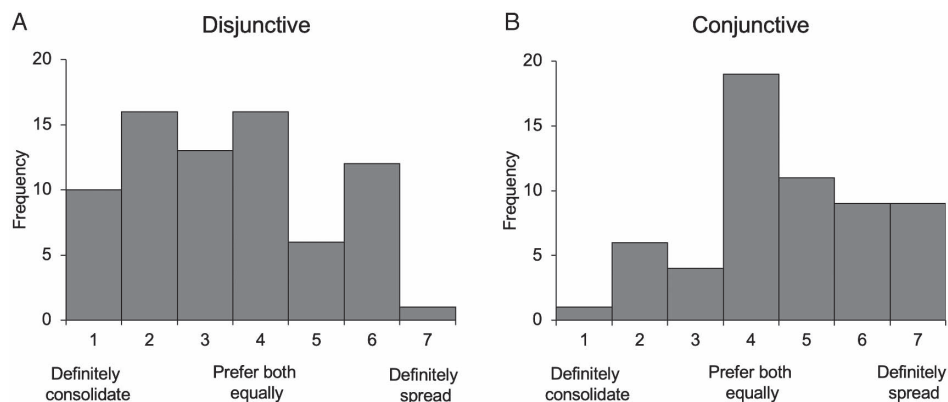 A
Disjunctive
20
15
10
5
0
Frequency
1 2 3 4 5 6 7
Definitely consolidate
Prefer both equally
Definitely spread
B
Conjunctive
20
15
10
5
0
Frequency
1 2 3 4 5 6 7
Definitely consolidate
Prefer both equally
Definitely spread